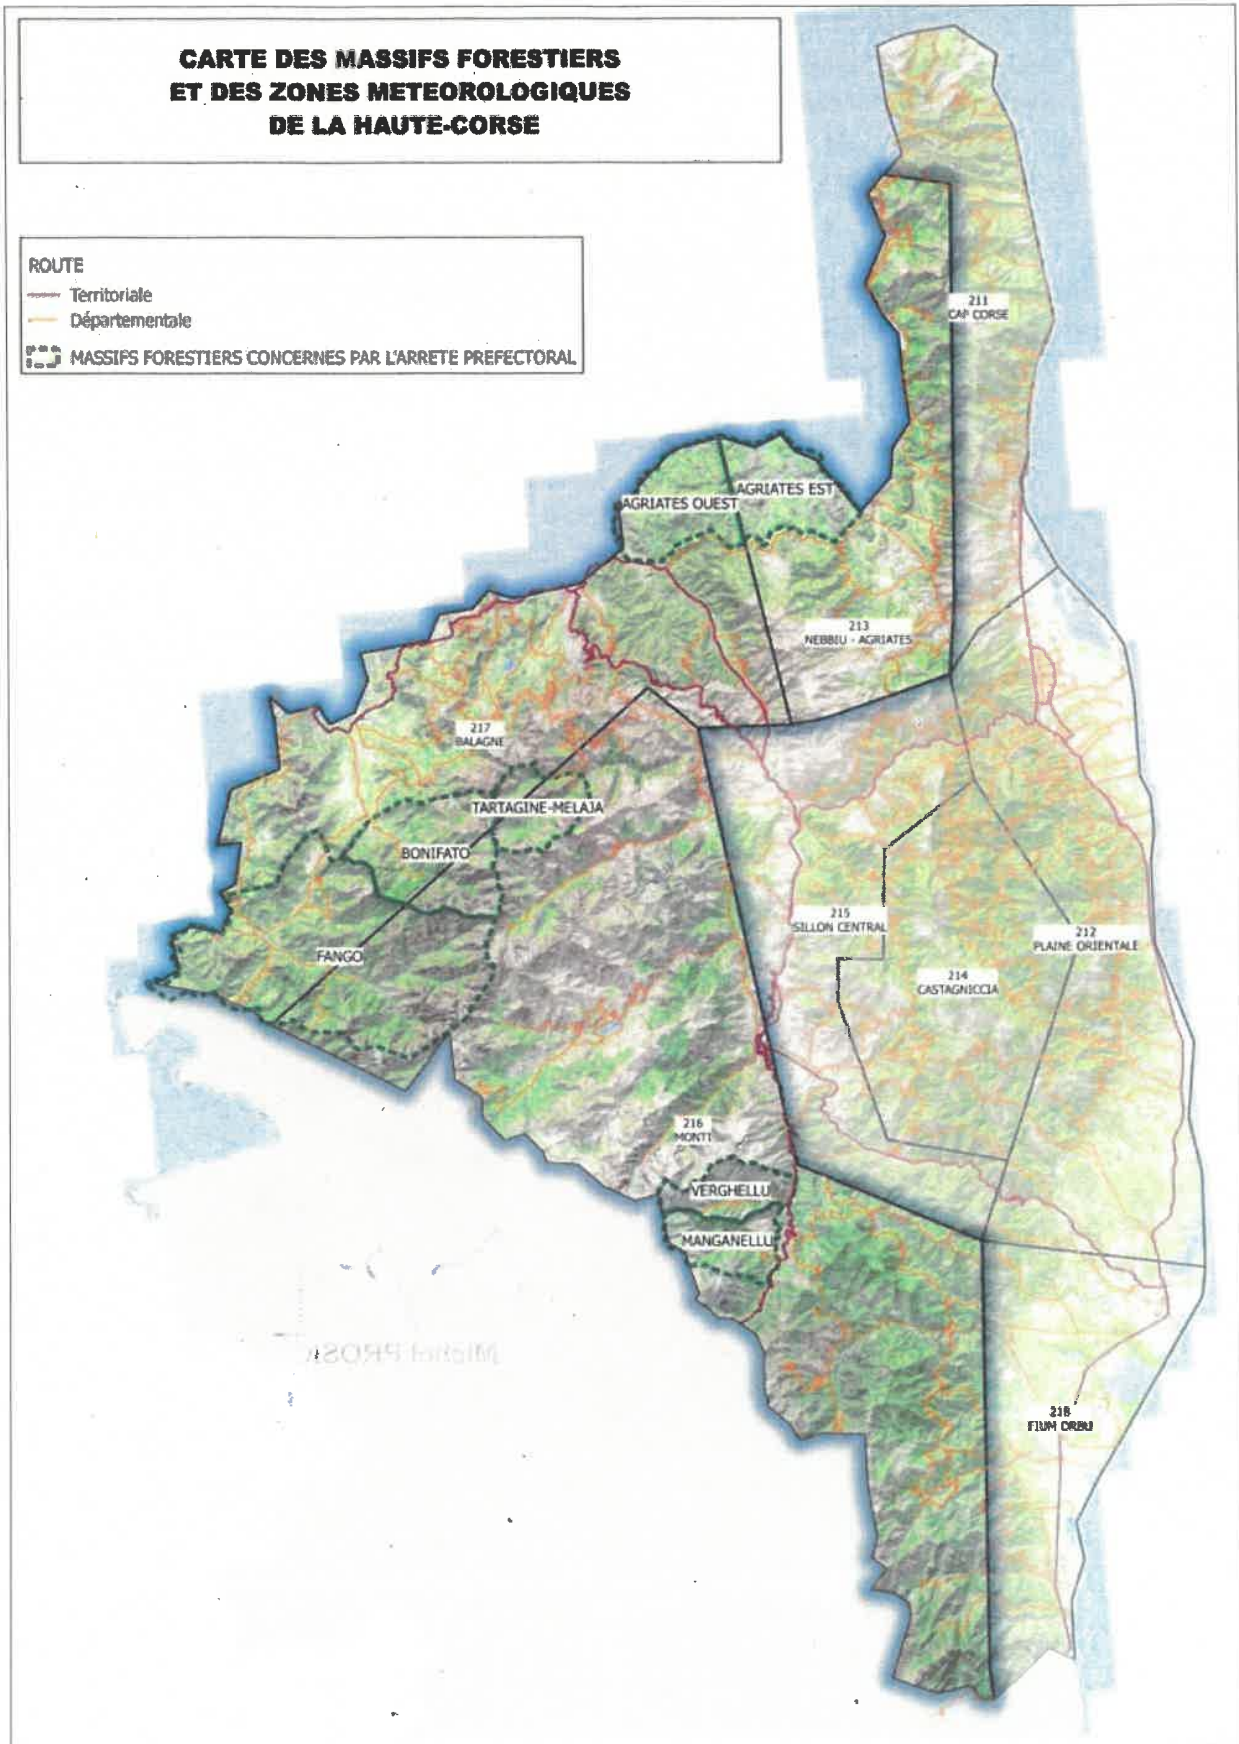 CARTE DES MASSIFS FORESTIERS
ET DES ZONES METEOROLOGIQUES
DE LA HAUTE-CORSE
ROUTE
Territoriale
Départementale
MASSIFS FORESTIERS CONCERNES PAR L'ARRETE PREFECTORAL
211
CAP CORSE
AGRIATES EST
AGRIATES OUEST
213
NEBBIU - AGRIATES
217
BALAGNE
TARTAGINE-MELAJA
BONIFATO
215
SILLON CENTRAL
212
PLAINE ORIENTALE
FANGO
214
CASTAGNICCIA
216
MONTI
VERGHELLU
MANGANELLU
218
FIUM ORBU